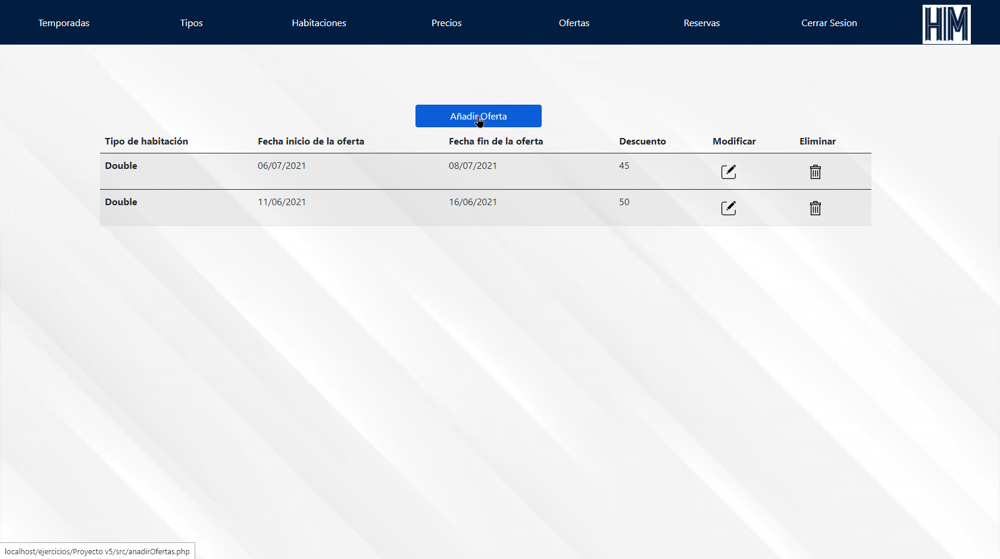 Temporadas Tipos Habitaciones Precios Ofertas Reservas Cerrar Sesion HIM
Añadir Oferta
Tipo de habitación Fecha inicio de la oferta Fecha fin de la oferta Descuento Modificar Eliminar
Double 06/07/2021 08/07/2021 45
Double 11/06/2021 16/06/2021 50
localhost/ejercicios/Proyecto v5/src/anadirOfertas.php